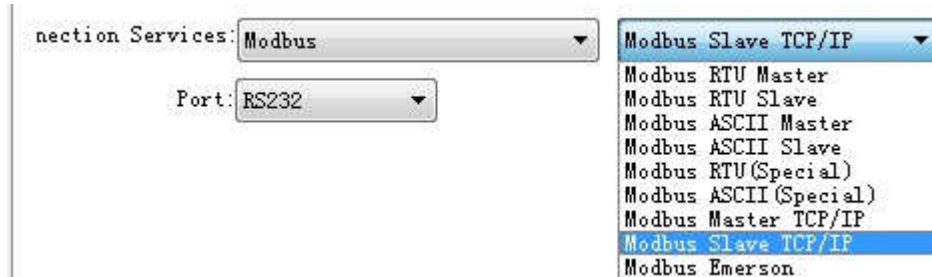 nection Services: Modbus
Modbus Slave TCP/IP
Port: RS232
Modbus RTU Master
Modbus RTU Slave
Modbus ASCII Master
Modbus ASCII Slave
Modbus RTU(Special)
Modbus ASCII(Special)
Modbus Master TCP/IP
Modbus Slave TCP/IP
Modbus Emerson